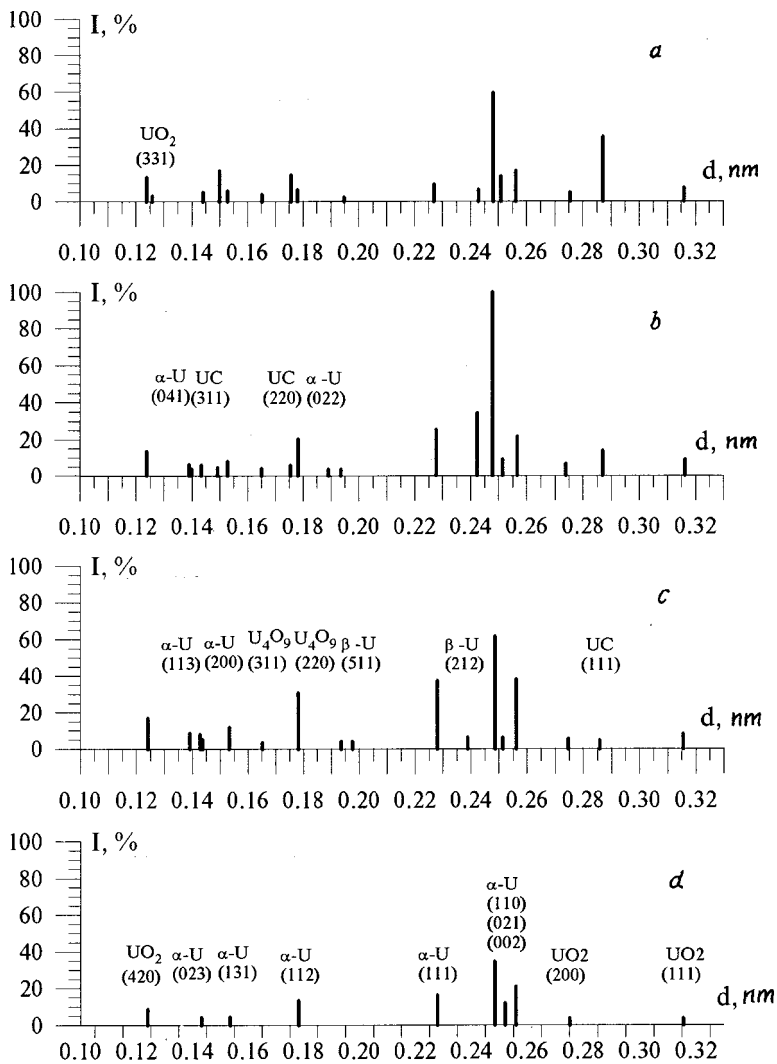 100 I, %
a
80
60
40
UO2
(331)
20
d, nm
0
0.10 0.12 0.14 0.16 0.18 0.20 0.22 0.24 0.26 0.28 0.30 0.32
100 I, %
b
80
60
α-U UC UC α -U
(041) (311) (220) (022)
40
20
d, nm
0
0.10 0.12 0.14 0.16 0.18 0.20 0.22 0.24 0.26 0.28 0.30 0.32
100 I, %
c
80
60
α-U α-U U4O9 U4O9 β -U β -U UC
(113) (200) (311) (220) (511) (212) (111)
40
20
d, nm
0
0.10 0.12 0.14 0.16 0.18 0.20 0.22 0.24 0.26 0.28 0.30 0.32
100 I, %
d
80
α-U
(110)
(021)
(002)
60
40
UO2 α-U α-U α-U α-U UO2 UO2
(420) (023) (131) (112) (111) (200) (111)
20
d, nm
0
0.10 0.12 0.14 0.16 0.18 0.20 0.22 0.24 0.26 0.28 0.30 0.32